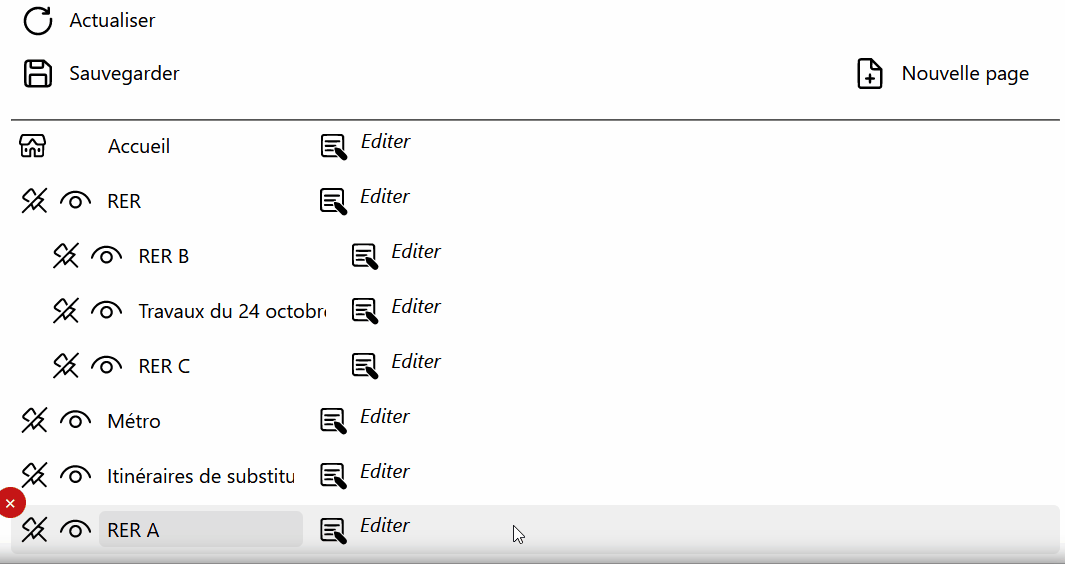 Actualiser
Sauvegarder
Nouvelle page
Accueil Editer
RER Editer
RER B Editer
Travaux du 24 octobre Editer
RER C Editer
Métro Editer
Itinéraires de substitu Editer
RER A Editer